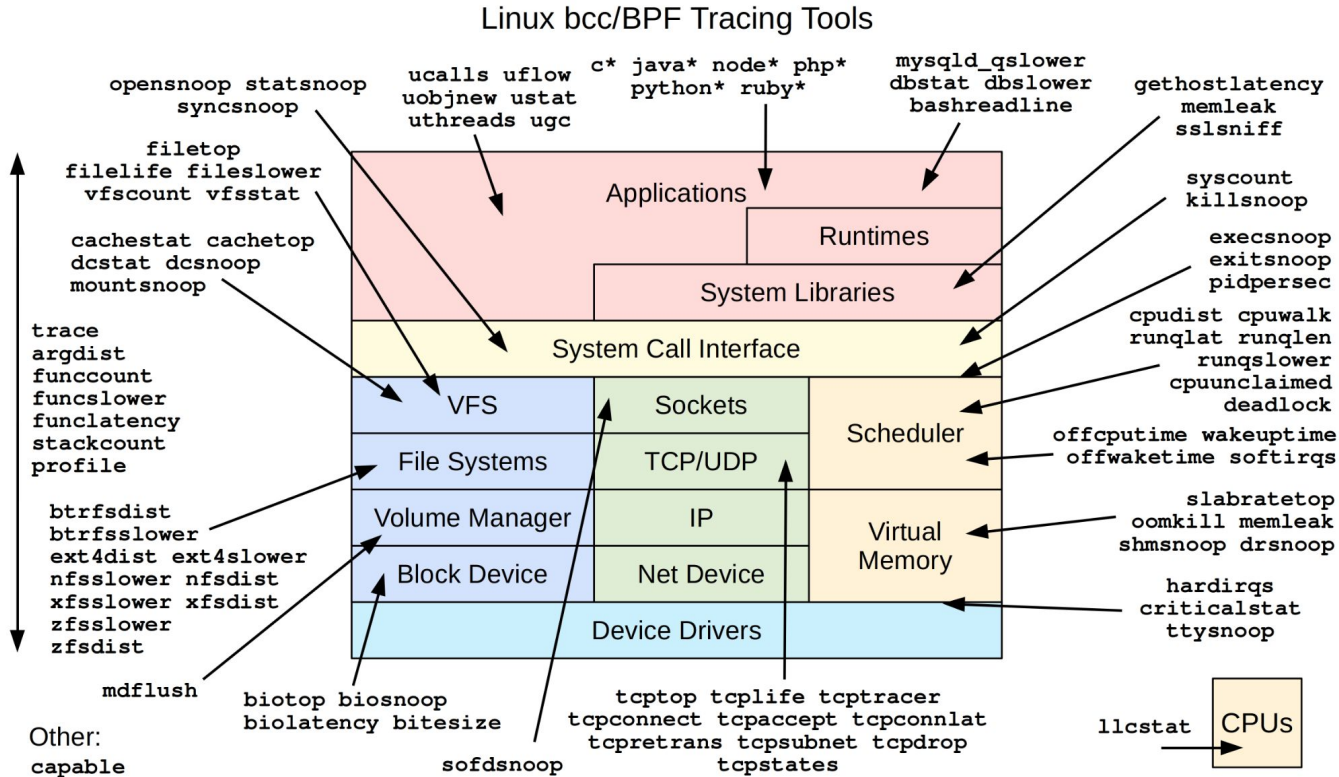 Linux bcc/BPF Tracing Tools
opensnoop statsnoop
syncsnoop
ucalls uflow
uobjnew ustat
uthreads ugc
c* java* node* php*
python* ruby*
mysqld_qslower
dbstat dbslower
bashreadline
gethostlatency
memleak
sslsniff
filetop
filelife fileslower
vfscount vfsstat
syscount
killsnoop
cachestat cachetop
dcstat dcsnoop
mountsnoop
execsnoop
exitsnoop
pidpersec
trace
argdist
funccount
funcslower
funclatency
stackcount
profile
cpudist cpuwalk
runqlat runqlen
runqslower
cpuunclaimed
deadlock
offcputime wakeuptime
offwaketime softirqs
btrfsdist
btrfsslower
ext4dist ext4slower
nfsslower nfsdist
xfsslower xfsdist
zfsslower
zfsdist
slabratetop
oomkill memleak
shmsnoop drsnoop
hardirqs
criticalstat
ttysnoop
Applications
Runtimes
System Libraries
System Call Interface
VFS
Sockets
Scheduler
File Systems
TCP/UDP
Volume Manager
IP
Virtual
Memory
Block Device
Net Device
Device Drivers
mdflush
biotop biosnoop
biolatency bitesize
sofdsnoop
tcptop tcplife tcptracer
tcpconnect tcpaccept tcpconnlat
tcpretrans tcpsubnet tcpdrop
tcpstates
llcstat
CPUs
Other:
capable